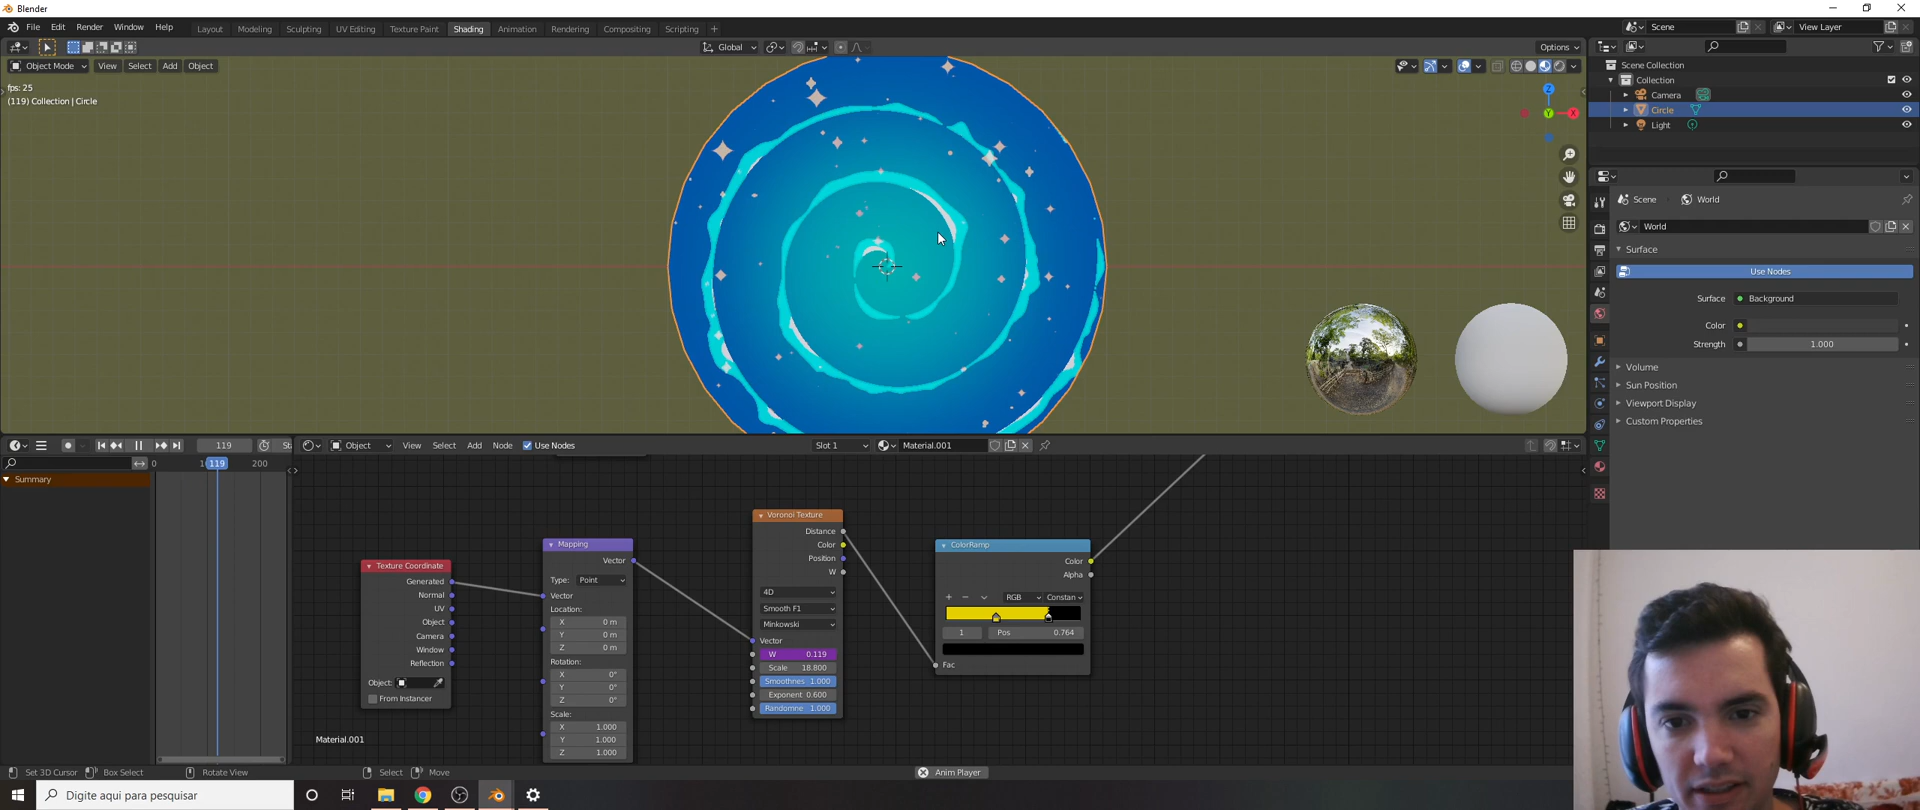 Blender
File Edit Render Window Help
Layout Modeling Sculpting UV Editing Texture Paint Shading Animation Rendering Compositing Scripting +
Scene
View Layer
Global
Options
Object Mode View Select Add Object
fps: 25
(119) Collection | Circle
Z
Y
X
Scene Collection
Collection
Camera
Circle
Light
Scene
World
World
Surface
Use Nodes
Surface Background
Color
Strength 1.000
Volume
Sun Position
Viewport Display
Custom Properties
119
0 119 200
Summary
Object View Select Add Node Use Nodes
Slot 1
Material.001
Texture Coordinate
Generated
Normal
UV
Object
Camera
Window
Reflection
Object:
From Instancer
Mapping
Vector
Type: Point
Vector
Location:
X 0 m
Y 0 m
Z 0 m
Rotation:
X 0°
Y 0°
Z 0°
Scale:
X 1.000
Y 1.000
Z 1.000
Voronoi Texture
Distance
Color
Position
W
4D
Smooth F1
Minkowski
Vector
W 0.119
Scale 18.800
Smoothnes 1.000
Exponent 0.600
Randomne 1.000
ColorRamp
Color
Alpha
RGB Constan
1 Pos 0.764
Fac
Material.001
Set 3D Cursor Box Select Rotate View Select Move Anim Player
Digite aqui para pesquisar